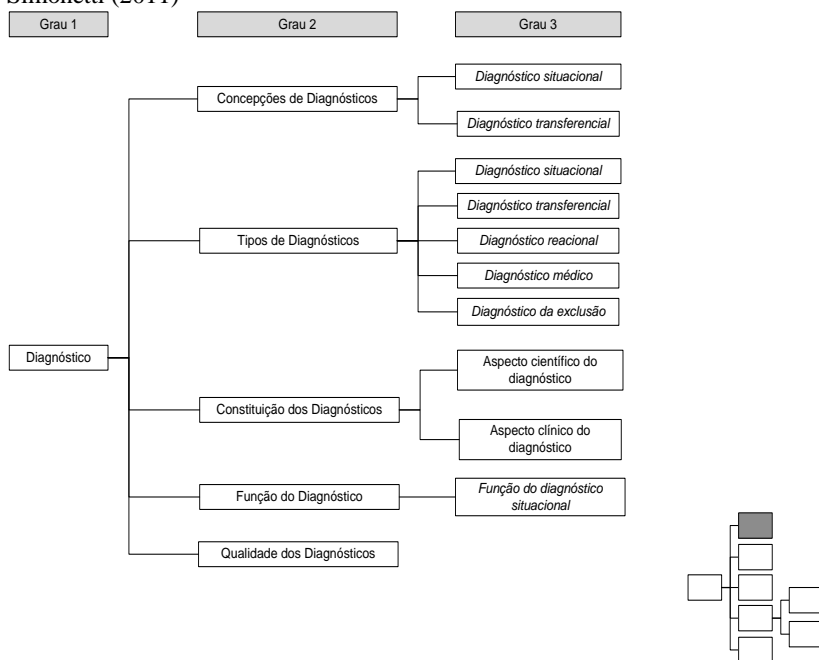 Simonetti (2011)
Grau 1
Grau 2
Grau 3
Diagnóstico situacional
Concepções de Diagnósticos
Diagnóstico transferencial
Diagnóstico situacional
Diagnóstico transferencial
Tipos de Diagnósticos
Diagnóstico reacional
Diagnóstico médico
Diagnóstico da exclusão
Diagnóstico
Aspecto científico do
diagnóstico
Constituição dos Diagnósticos
Aspecto clínico do
diagnóstico
Função do Diagnóstico
Função do diagnóstico
situacional
Qualidade dos Diagnósticos